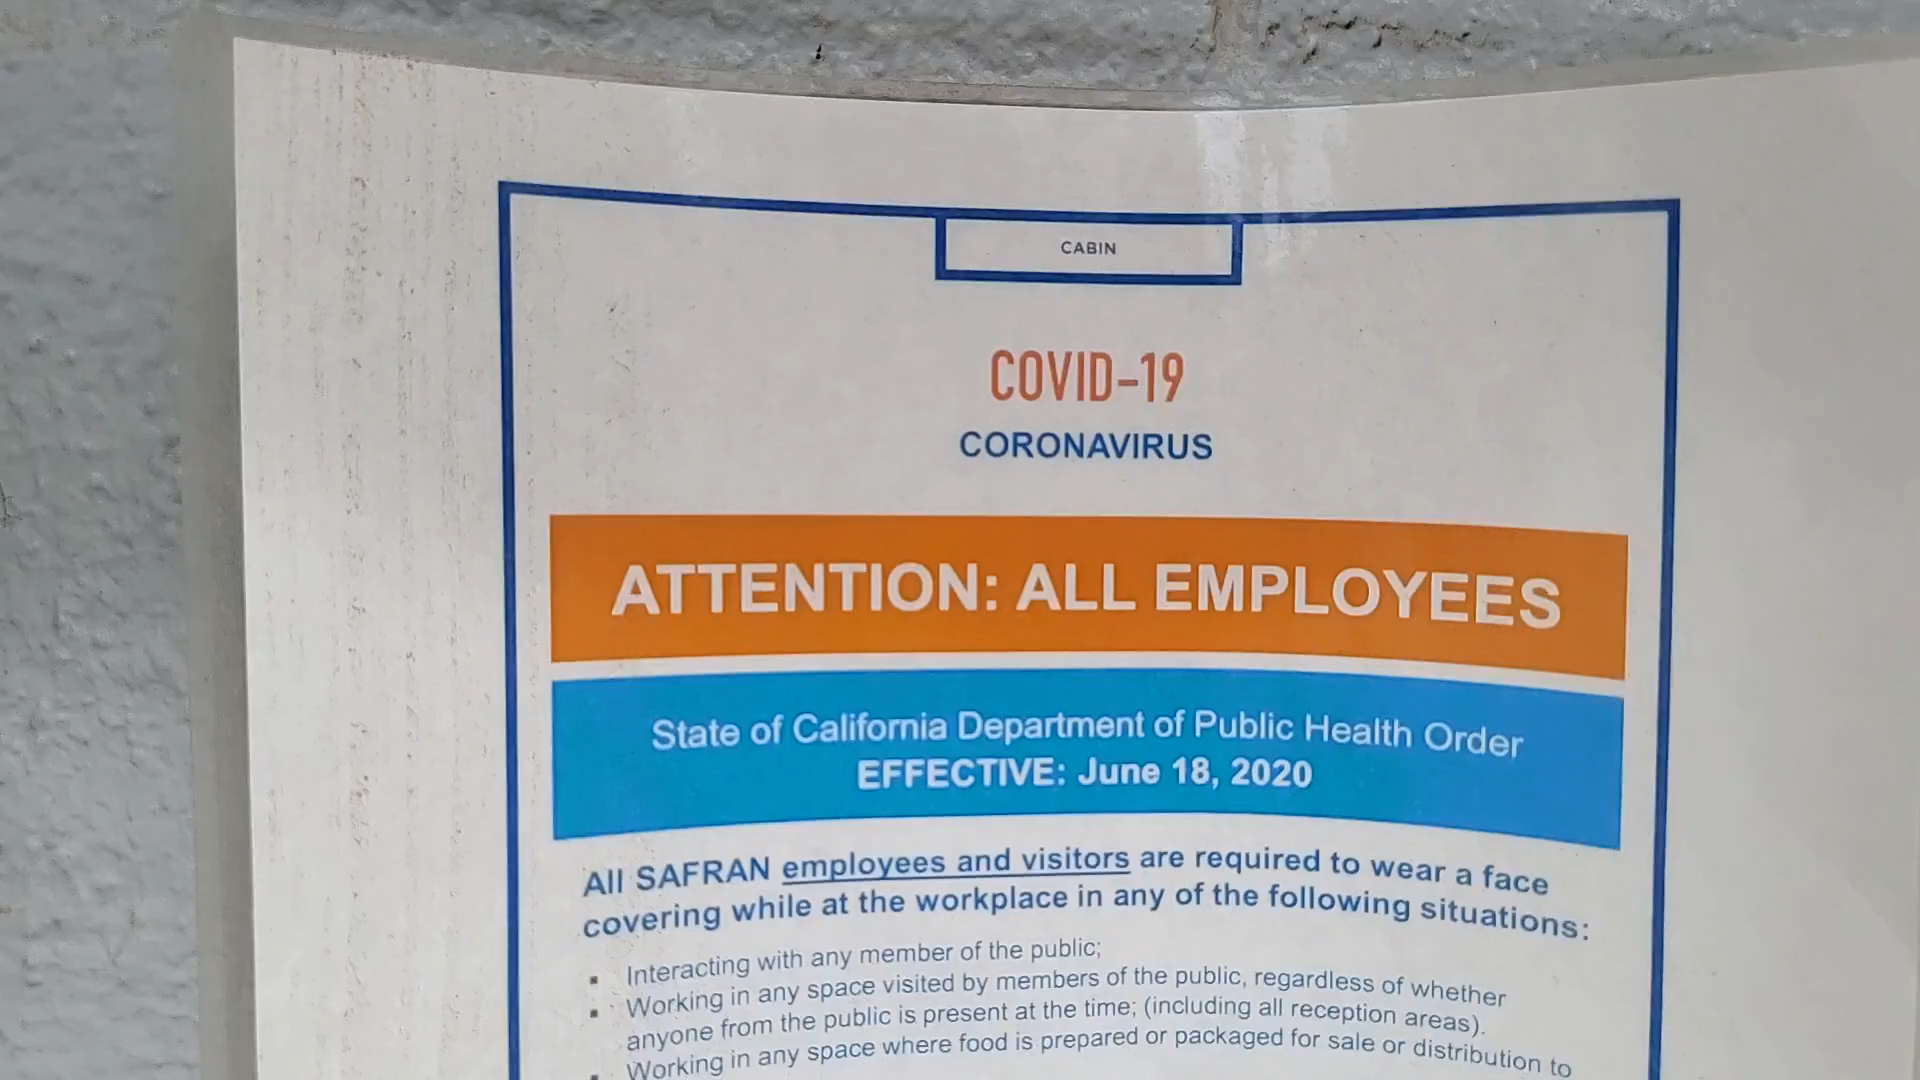 CABIN
COVID-19
CORONAVIRUS
ATTENTION: ALL EMPLOYEES
State of California Department of Public Health Order
EFFECTIVE: June 18, 2020
All SAFRAN employees and visitors are required to wear a face
covering while at the workplace in any of the following situations:
▪ Interacting with any member of the public;
▪ Working in any space visited by members of the public, regardless of whether
anyone from the public is present at the time; (including all reception areas).
▪ Working in any space where food is prepared or packaged for sale or distribution to